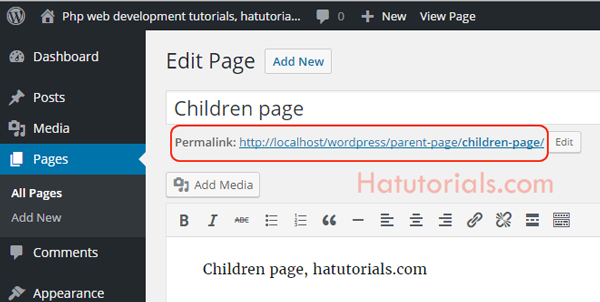 Php web development tutorials, hatutoria... 0 New View Page
Dashboard
Posts
Media
Pages
All Pages
Add New
Comments
Appearance
Edit Page Add New
Children page
Permalink: http://localhost/wordpress/parent-page/children-page/ Edit
Add Media
Hatutorials.com
B I ABC
Children page, hatutorials.com